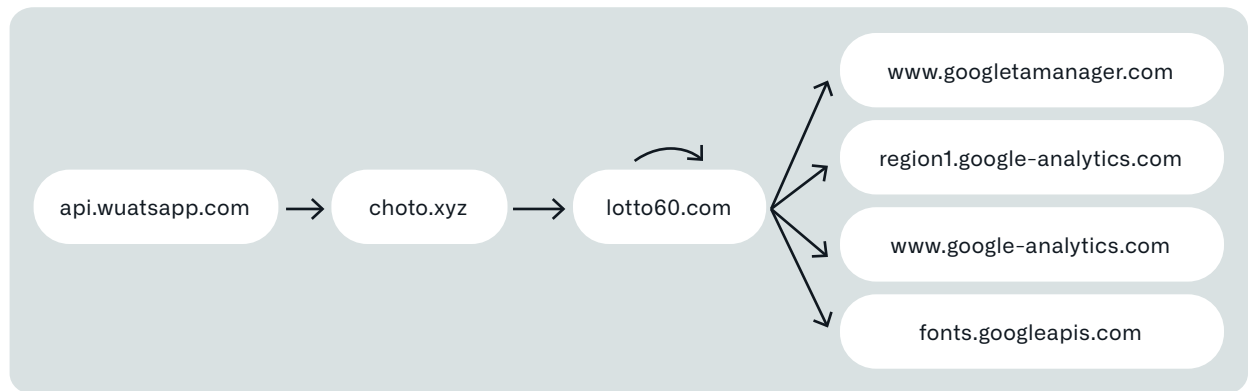 api.wuatsapp.com
choto.xyz
lotto60.com
www.googletamanager.com
region1.google-analytics.com
www.google-analytics.com
fonts.googleapis.com